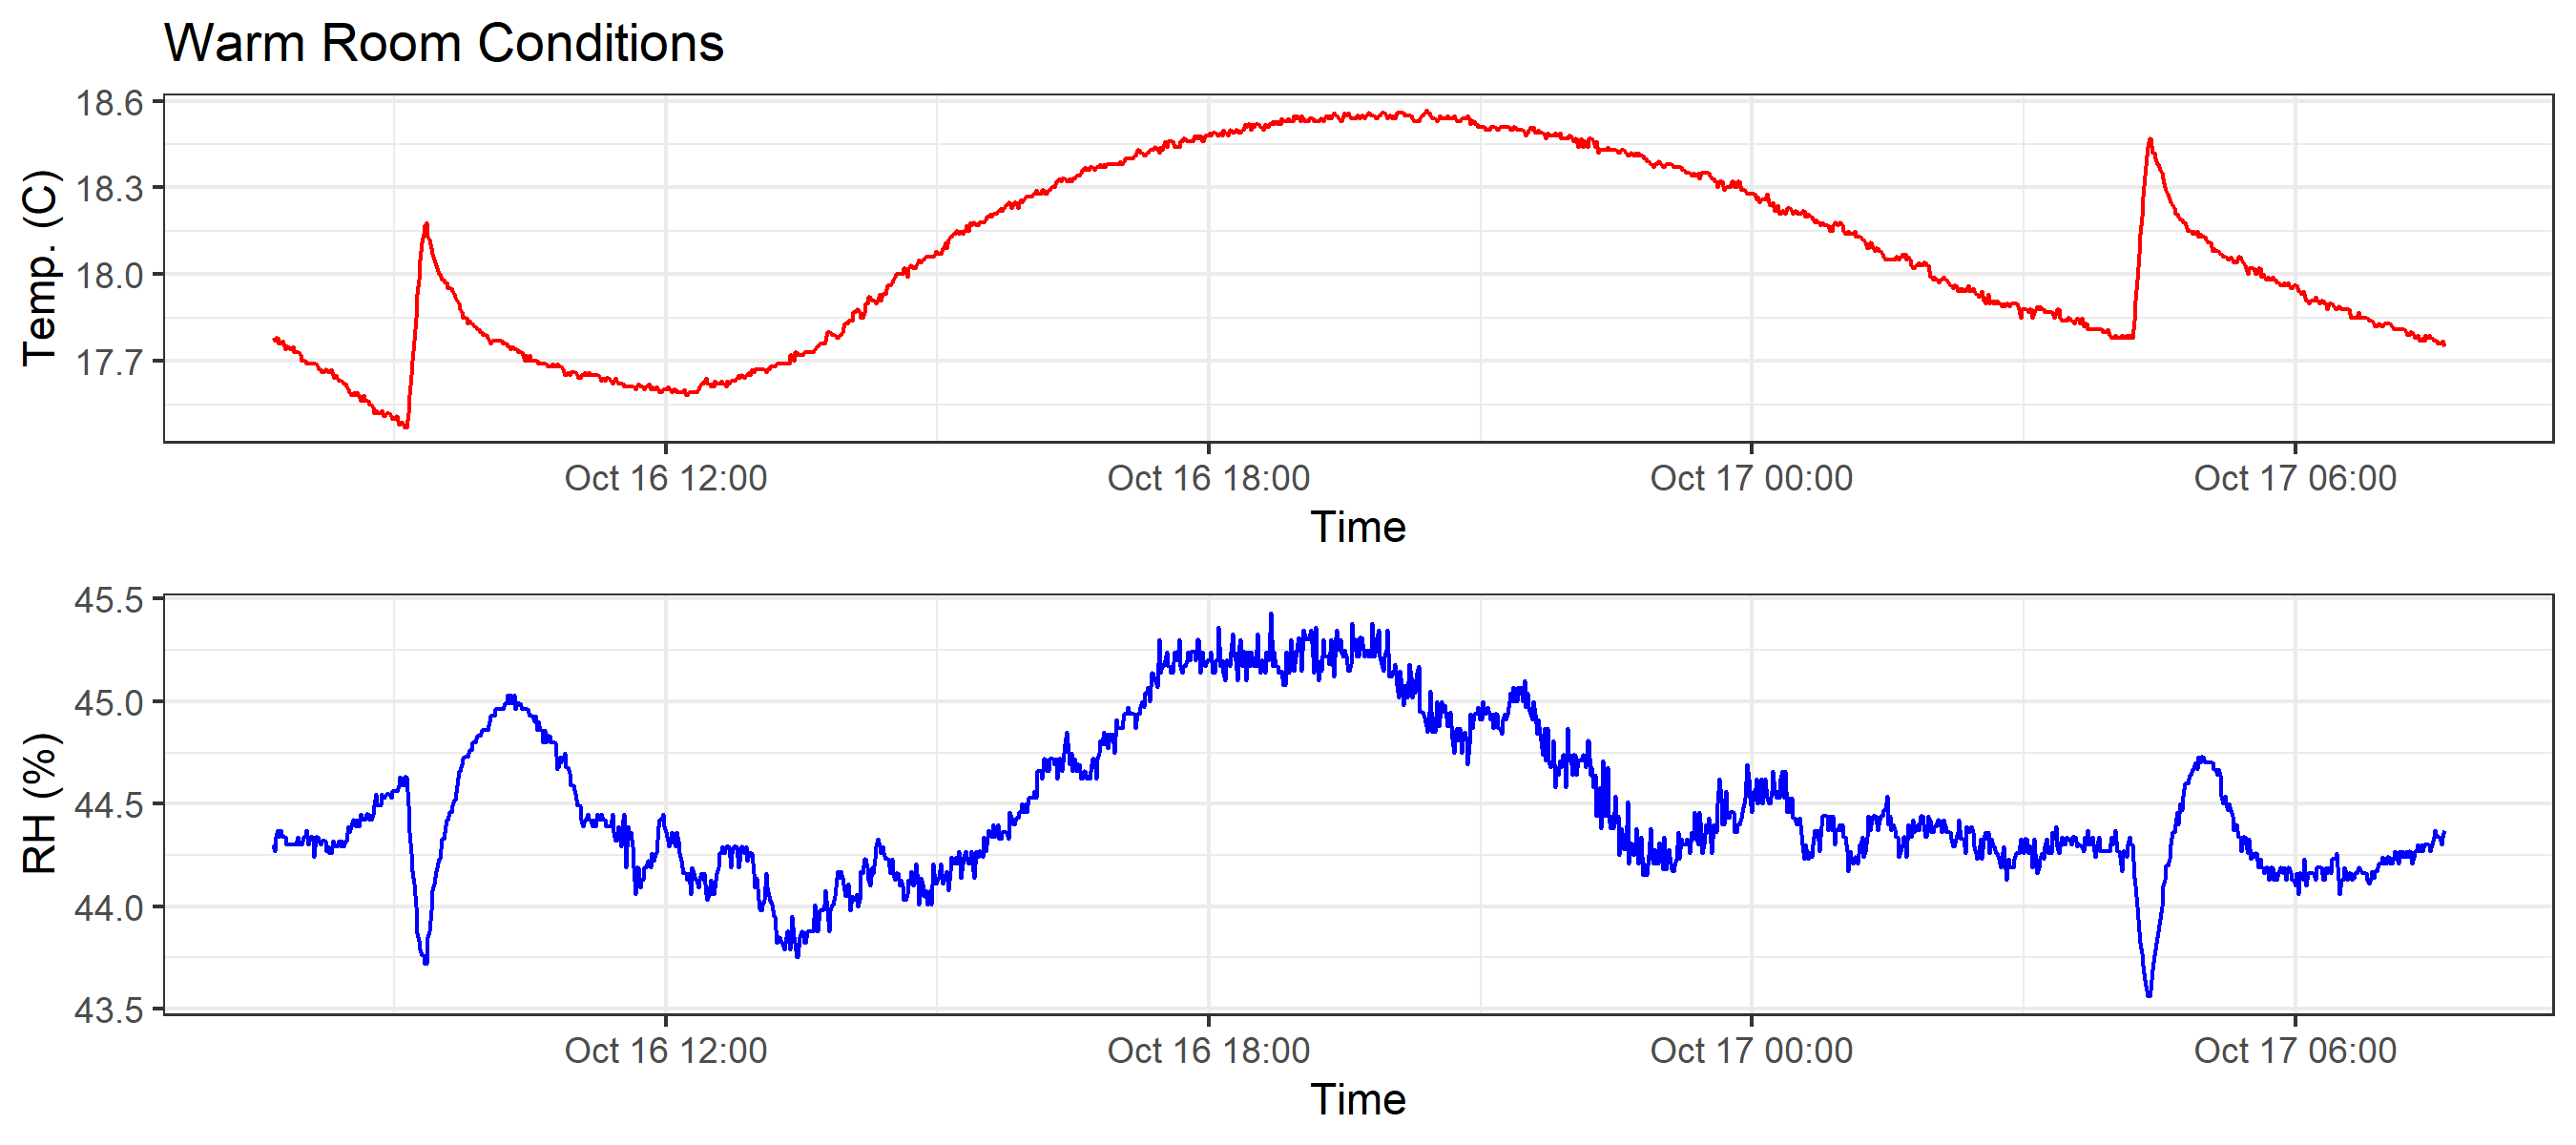 Warm Room Conditions
18.6
18.3
18.0
17.7
Temp. (C)
Oct 16 12:00 Oct 16 18:00 Oct 17 00:00 Oct 17 06:00
Time
45.5
45.0
44.5
44.0
43.5
RH (%)
Oct 16 12:00 Oct 16 18:00 Oct 17 00:00 Oct 17 06:00
Time